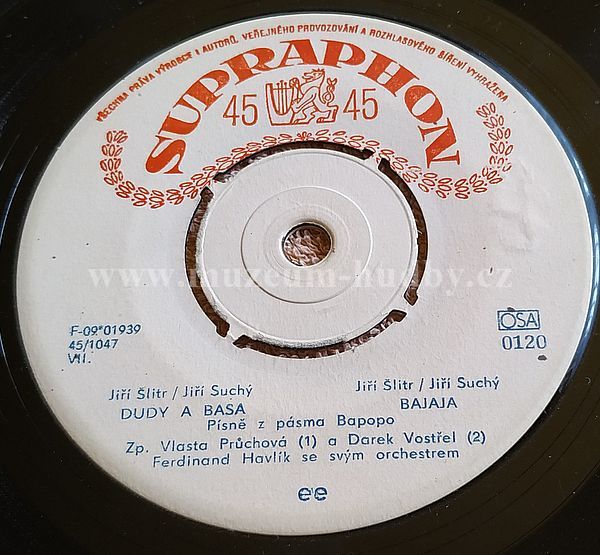 VŠECHNA PRÁVA VÝROBCE I AUTORŮ, VEŘEJNÉHO PROVOZOVÁNÍ A ROZHLASOVÉHO ŠÍŘENÍ VYHRAŽENA
SUPRAPHON
45 45
www.muzeum-hudby.cz
F-09*01939
45/1047
VII.
OSA
0120
Jiří Šlitr / Jiří Suchý
DUDY A BASA
Jiří Šlitr / Jiří Suchý
BAJAJA
Písně z pásma Bapopo
Zp. Vlasta Průchová (1) a Darek Vostřel (2)
Ferdinand Havlík se svým orchestrem